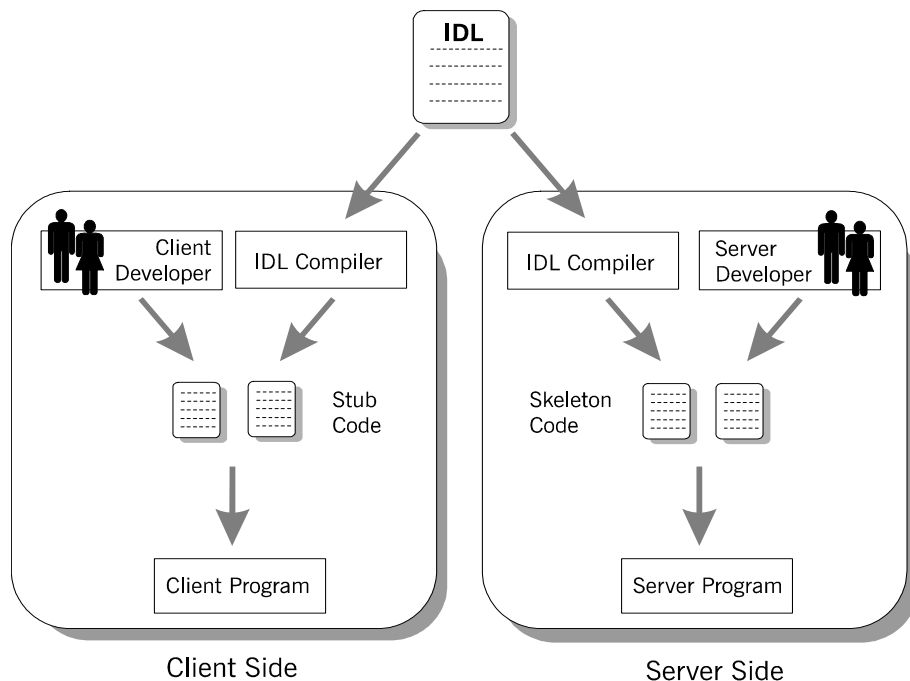 IDL
Client
Developer
IDL Compiler
Stub
Code
Client Program
Client Side
IDL Compiler
Server
Developer
Skeleton
Code
Server Program
Server Side